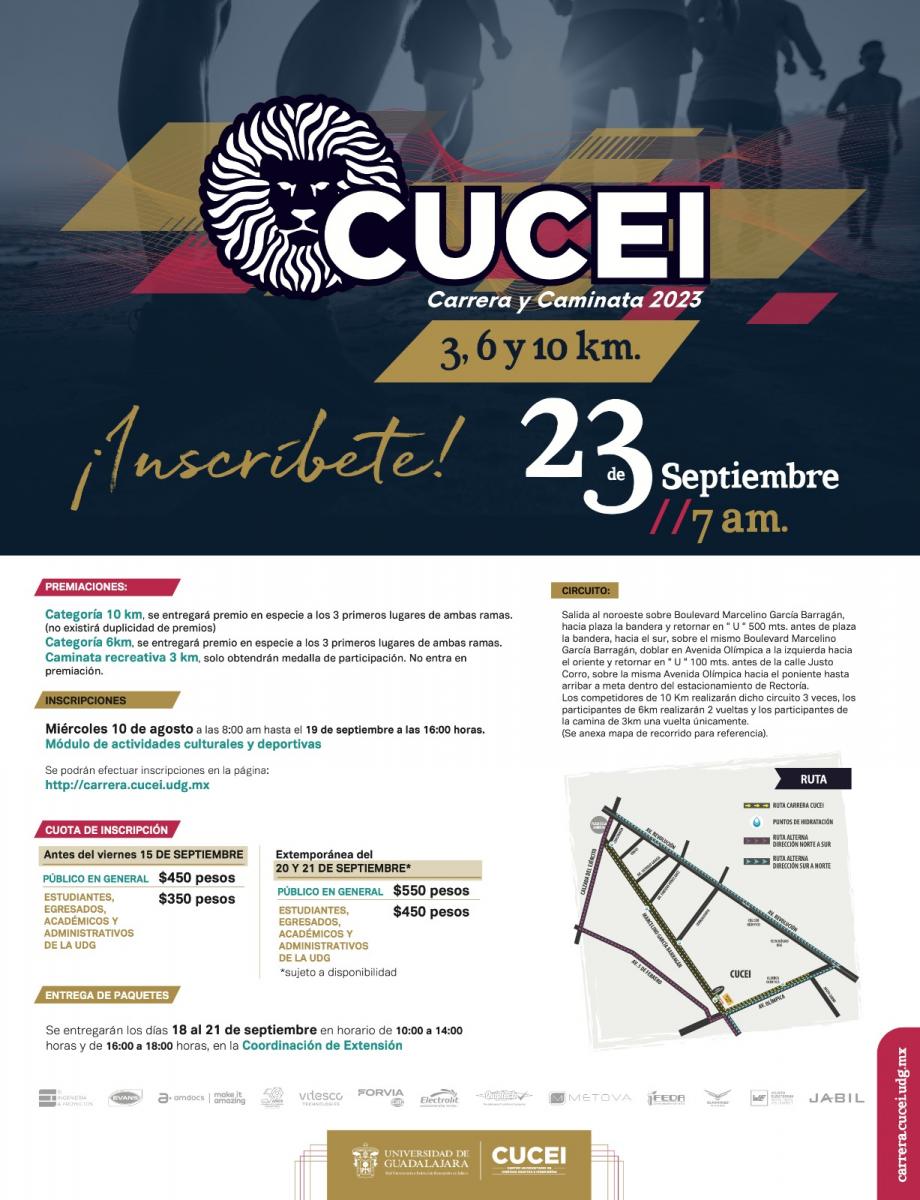 CUCEI
Carrera y Caminata 2023
3, 6 y 10 km.
¡Inscríbete!
23 de Septiembre
//7 am.
PREMIACIONES:
Categoría 10 km, se entregará premio en especie a los 3 primeros lugares de ambas ramas.
(no existirá duplicidad de premios)
Categoría 6km, se entregará premio en especie a los 3 primeros lugares de ambas ramas.
Caminata recreativa 3 km, solo obtendrán medalla de participación. No entra en
premiación.
INSCRIPCIONES
Miércoles 10 de agosto a las 8:00 am hasta el 19 de septiembre a las 16:00 horas.
Módulo de actividades culturales y deportivas
Se podrán efectuar inscripciones en la página:
http://carrera.cucei.udg.mx
CUOTA DE INSCRIPCIÓN
Antes del viernes 15 DE SEPTIEMBRE
PÚBLICO EN GENERAL $450 pesos
ESTUDIANTES, $350 pesos
EGRESADOS,
ACADÉMICOS Y
ADMINISTRATIVOS
DE LA UDG
Extemporánea del
20 Y 21 DE SEPTIEMBRE*
PÚBLICO EN GENERAL $550 pesos
ESTUDIANTES, $450 pesos
EGRESADOS,
ACADÉMICOS Y
ADMINISTRATIVOS
DE LA UDG
*sujeto a disponibilidad
ENTREGA DE PAQUETES
Se entregarán los días 18 al 21 de septiembre en horario de 10:00 a 14:00
horas y de 16:00 a 18:00 horas, en la Coordinación de Extensión
CIRCUITO:
Salida al noroeste sobre Boulevard Marcelino García Barragán,
hacia plaza la bandera y retornar en " U " 500 mts. antes de plaza
la bandera, hacia el sur, sobre el mismo Boulevard Marcelino
García Barragán, doblar en Avenida Olímpica a la izquierda hacia
el oriente y retornar en " U " 100 mts. antes de la calle Justo
Corro, sobre la misma Avenida Olímpica hacia el poniente hasta
arribar a meta dentro del estacionamiento de Rectoría.
Los competidores de 10 Km realizarán dicho circuito 3 veces, los
participantes de 6km realizarán 2 vueltas y los participantes de
la camina de 3km una vuelta únicamente.
(Se anexa mapa de recorrido para referencia).
RUTA
RUTA CARRERA CUCEI
PUNTOS DE HIDRATACIÓN
RUTA ALTERNA
DIRECCIÓN NORTE A SUR
RUTA ALTERNA
DIRECCIÓN SUR A NORTE
AV. REVOLUCIÓN
CALZADA DEL EJÉRCITO
MARCELINO GARCÍA BARRAGÁN
AV. REVOLUCIÓN
AV. 5 DE FEBRERO
CUCEI
AV. OLÍMPICA
carrera.cucei.udg.mx
INGENIERÍA
EVANS
amdocs | make it
amazing
vitesco
TECHNOLOGIES
FORVIA
Electrolit
METOVA
FEDA
JABIL
UNIVERSIDAD DE
GUADALAJARA
CUCEI